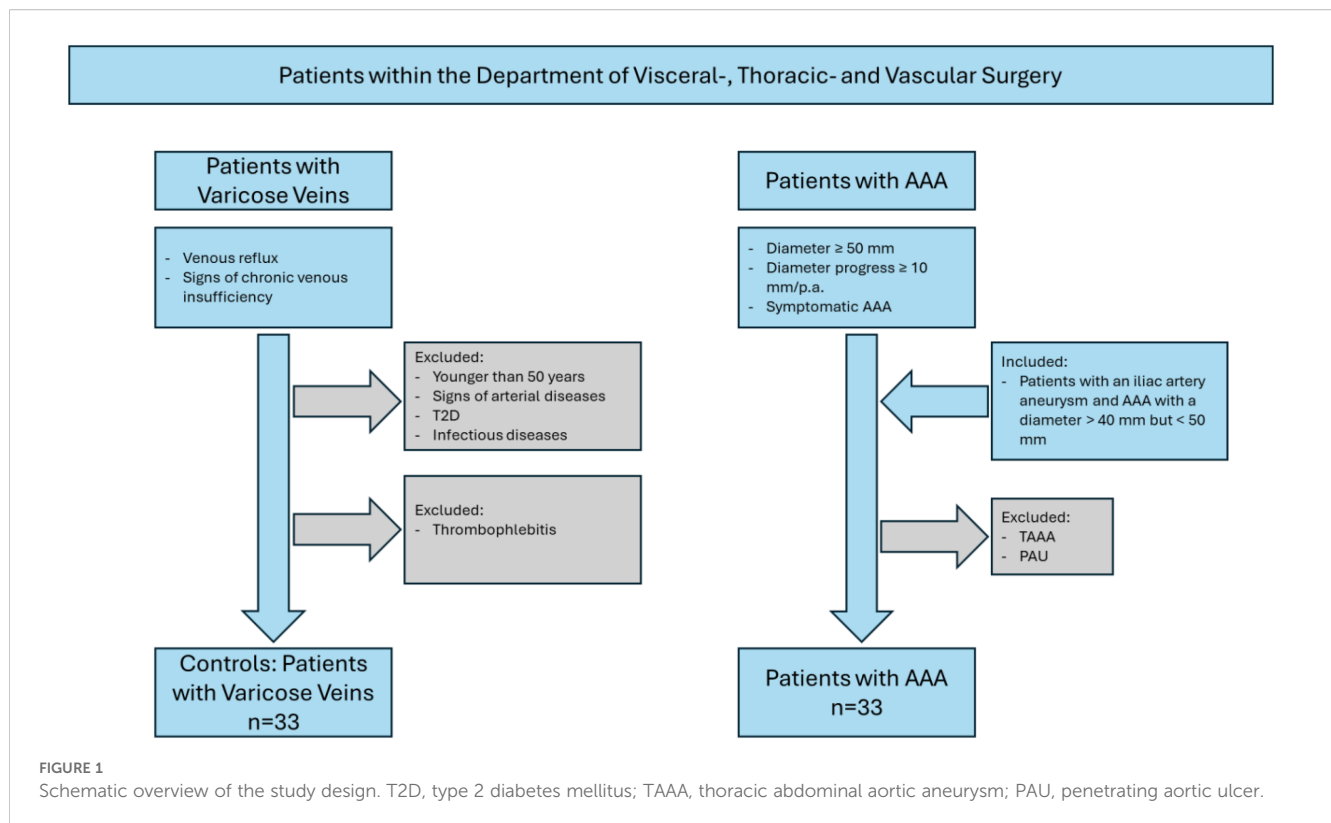 Patients within the Department of Visceral-, Thoracic- and Vascular Surgery
Patients with
Varicose Veins
- Venous reflux
- Signs of chronic venous
insufficiency
Excluded:
- Younger than 50 years
- Signs of arterial diseases
- T2D
- Infectious diseases
Excluded:
- Thrombophlebitis
Controls: Patients
with Varicose Veins
n=33
Patients with AAA
- Diameter ≥ 50 mm
- Diameter progress ≥ 10
mm/p.a.
- Symptomatic AAA
Included:
- Patients with an iliac artery
aneurysm and AAA with a
diameter > 40 mm but < 50
mm
Excluded:
- TAAA
- PAU
Patients with AAA
n=33
FIGURE 1
Schematic overview of the study design. T2D, type 2 diabetes mellitus; TAAA, thoracic abdominal aortic aneurysm; PAU, penetrating aortic ulcer.